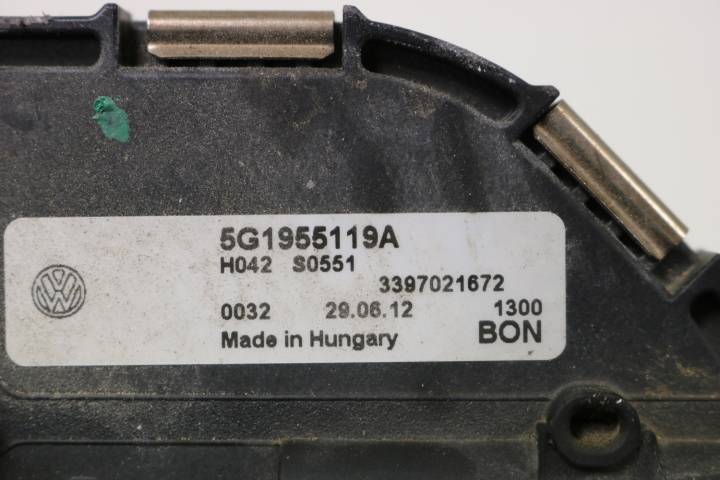 5G1955119A
H042 S0551
3397021672
0032 29.06.12 1300
Made in Hungary BON